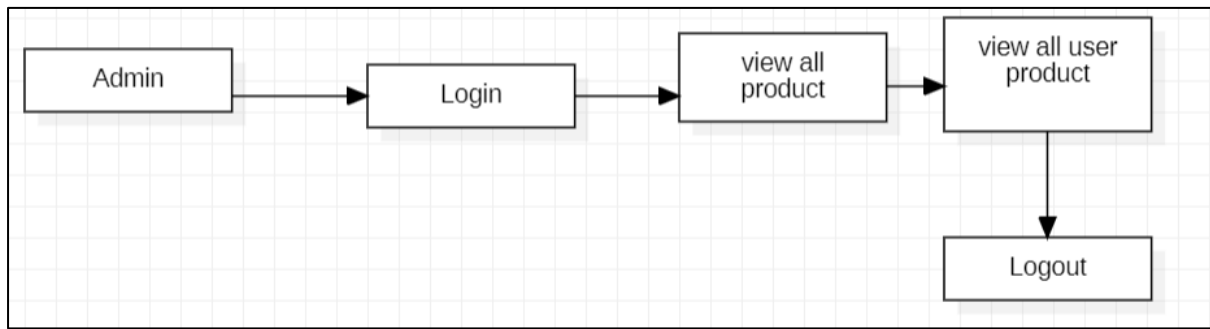 Admin
Login
view all
product
view all user
product
Logout